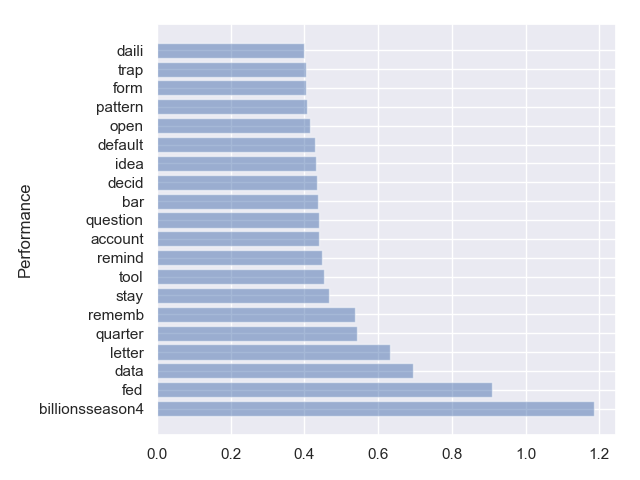 daili
trap
form
pattern
open
default
idea
decid
bar
question
account
remind
tool
stay
rememb
quarter
letter
data
fed
billionsseason4
Performance
0.0 0.2 0.4 0.6 0.8 1.0 1.2